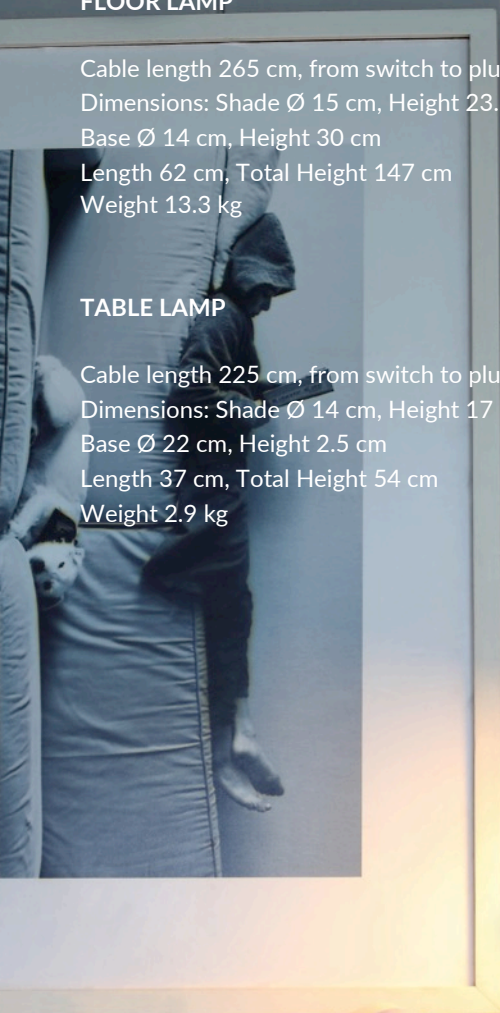 FLOOR LAMP
Cable length 265 cm, from switch to
Dimensions: Shade Ø 15 cm, Height 23.
Base Ø 14 cm, Height 30 cm
Length 62 cm, Total Height 147 cm
Weight 13.3 kg
TABLE LAMP
Cable length 225 cm, from switch to
Dimensions: Shade Ø 14 cm, Height 17
Base Ø 22 cm, Height 2.5 cm
Length 37 cm, Total Height 54 cm
Weight 2.9 kg